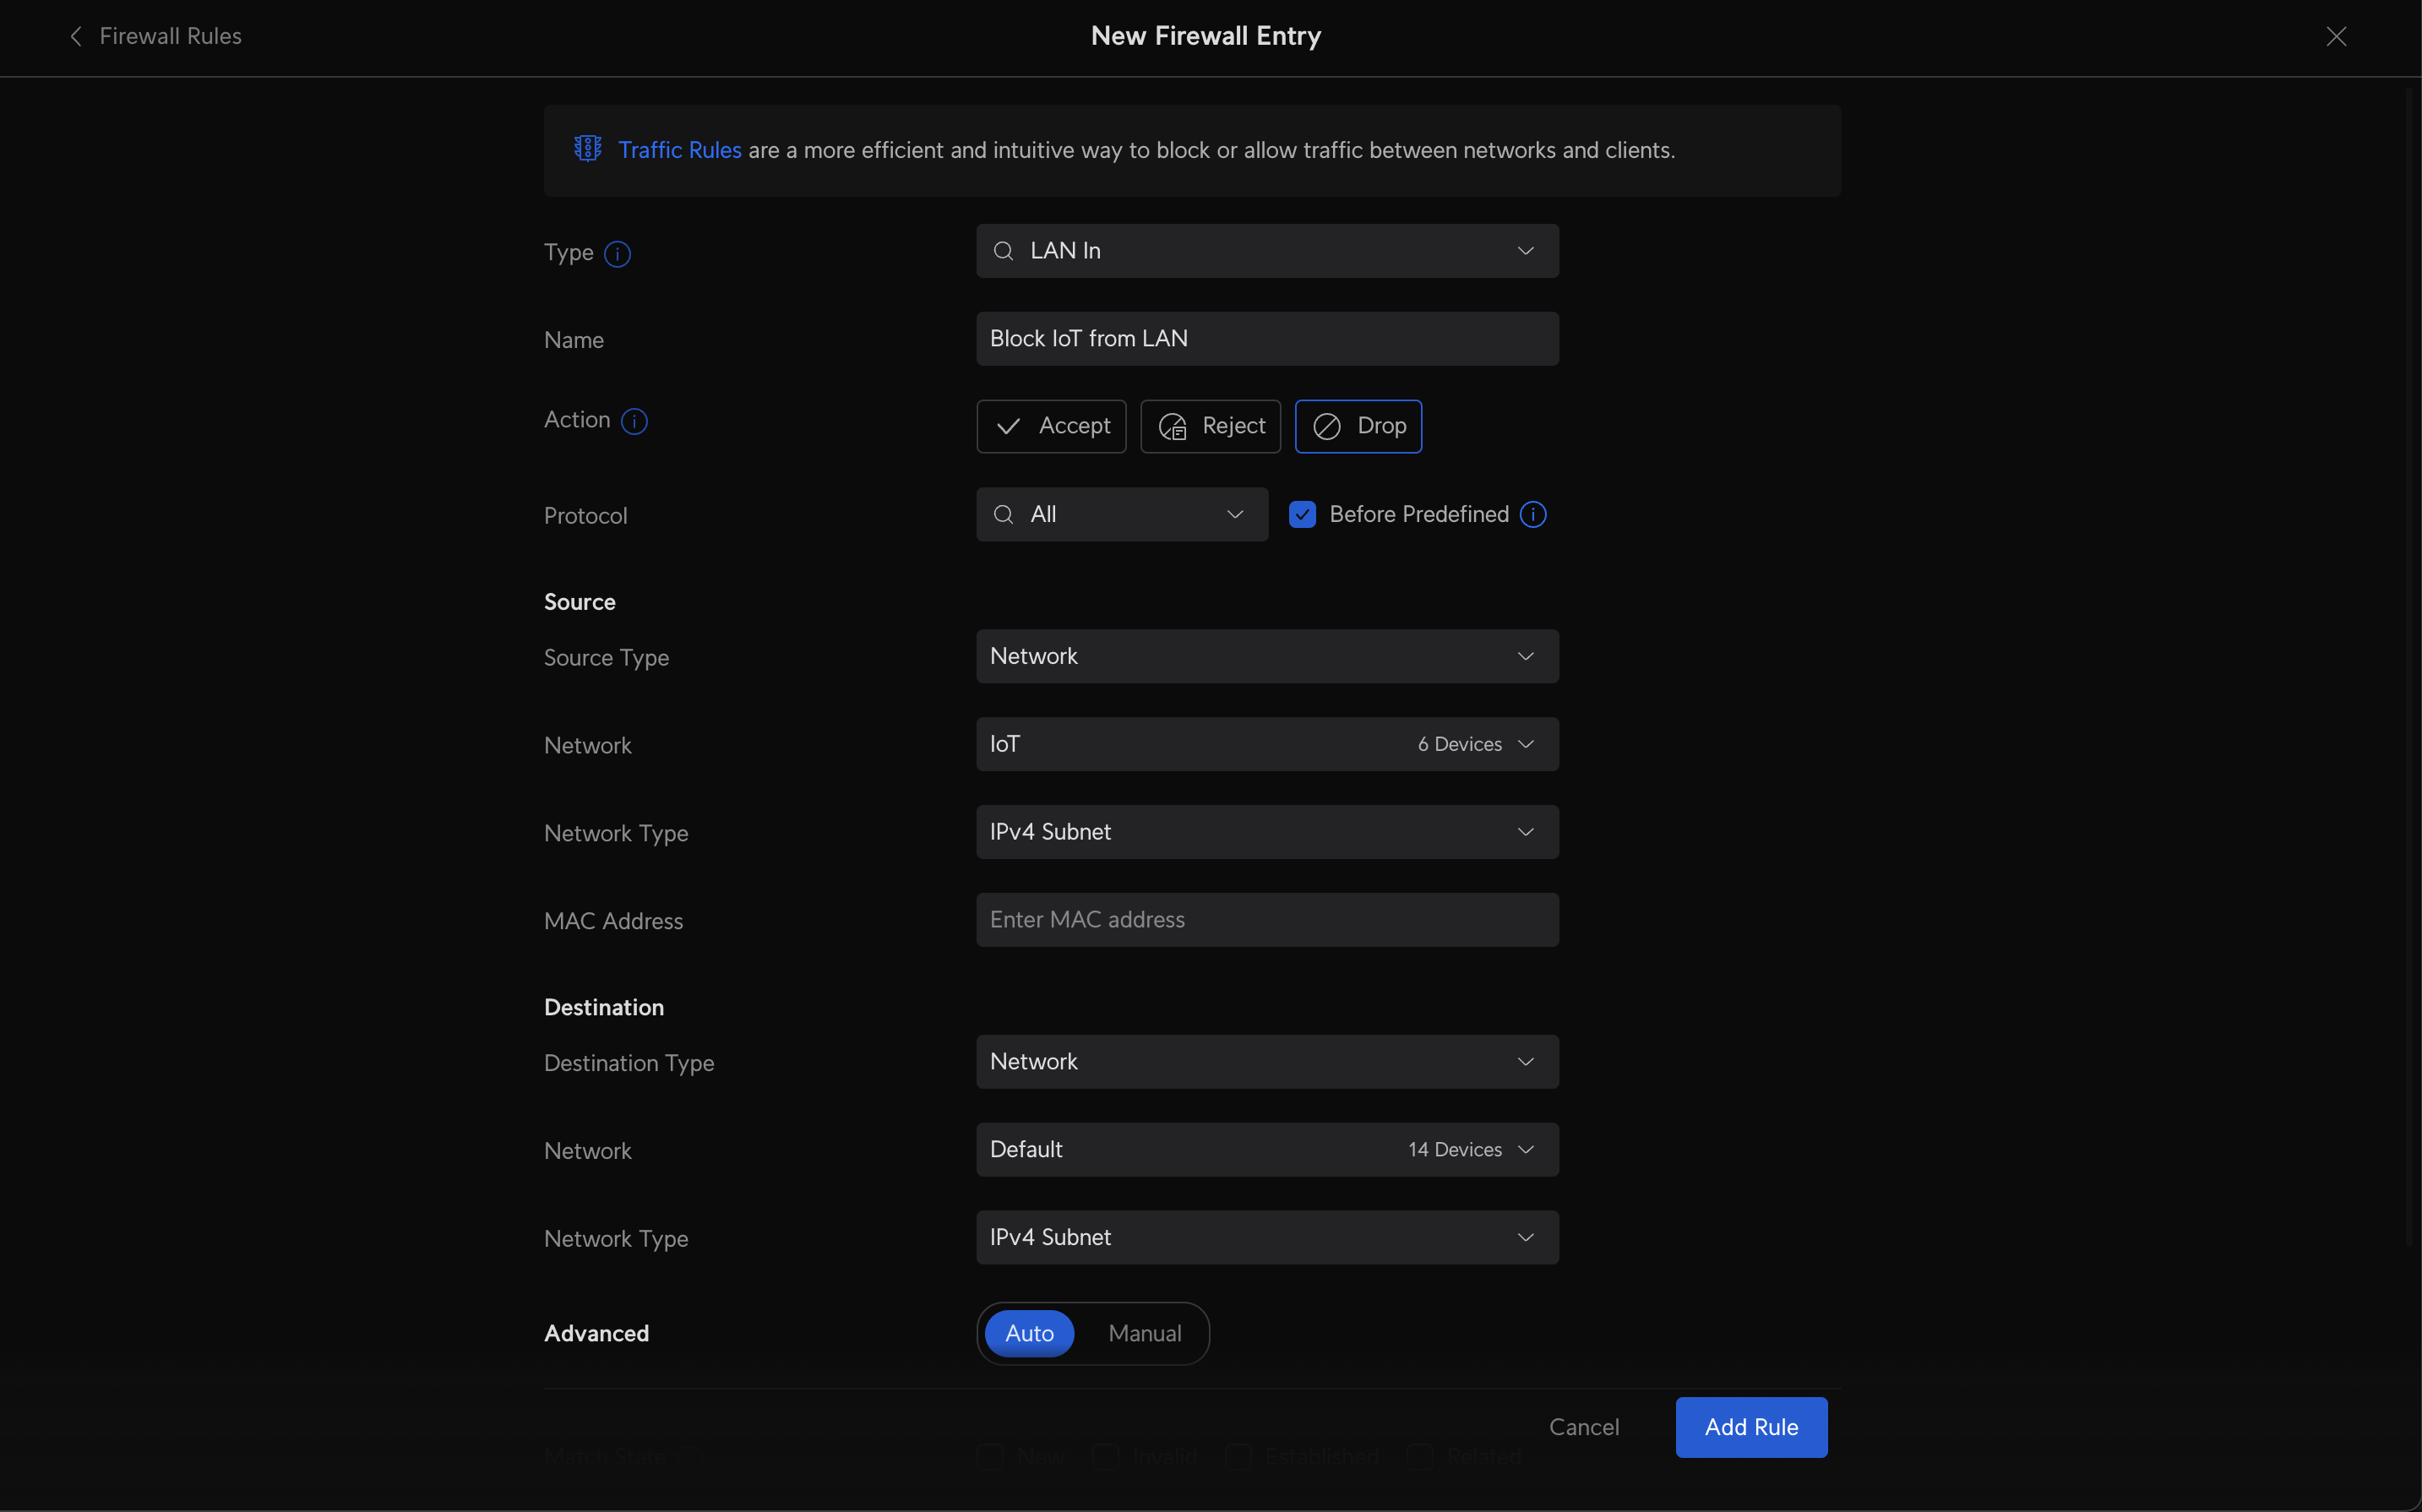 Firewall Rules
New Firewall Entry
Traffic Rules are a more efficient and intuitive way to block or allow traffic between networks and clients.
Type LAN In
Name Block IoT from LAN
Action Accept Reject Drop
Protocol All Before Predefined
Source
Source Type Network
Network IoT 6 Devices
Network Type IPv4 Subnet
MAC Address Enter MAC address
Destination
Destination Type Network
Network Default 14 Devices
Network Type IPv4 Subnet
Advanced Auto Manual
Cancel Add Rule
Match State New Invalid Established Related